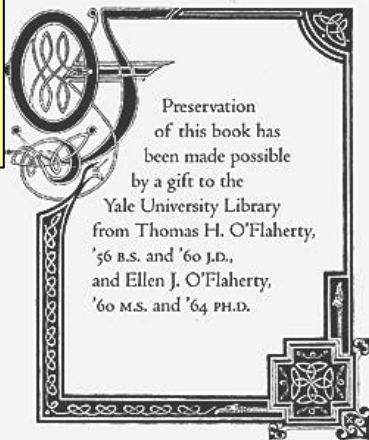 Preservation
of this book has
been made possible
by a gift to the
Yale University Library
from Thomas H. O'Flaherty,
'56 B.S. and '60 J.D.,
and Ellen J. O'Flaherty,
'60 M.S. and '64 PH.D.